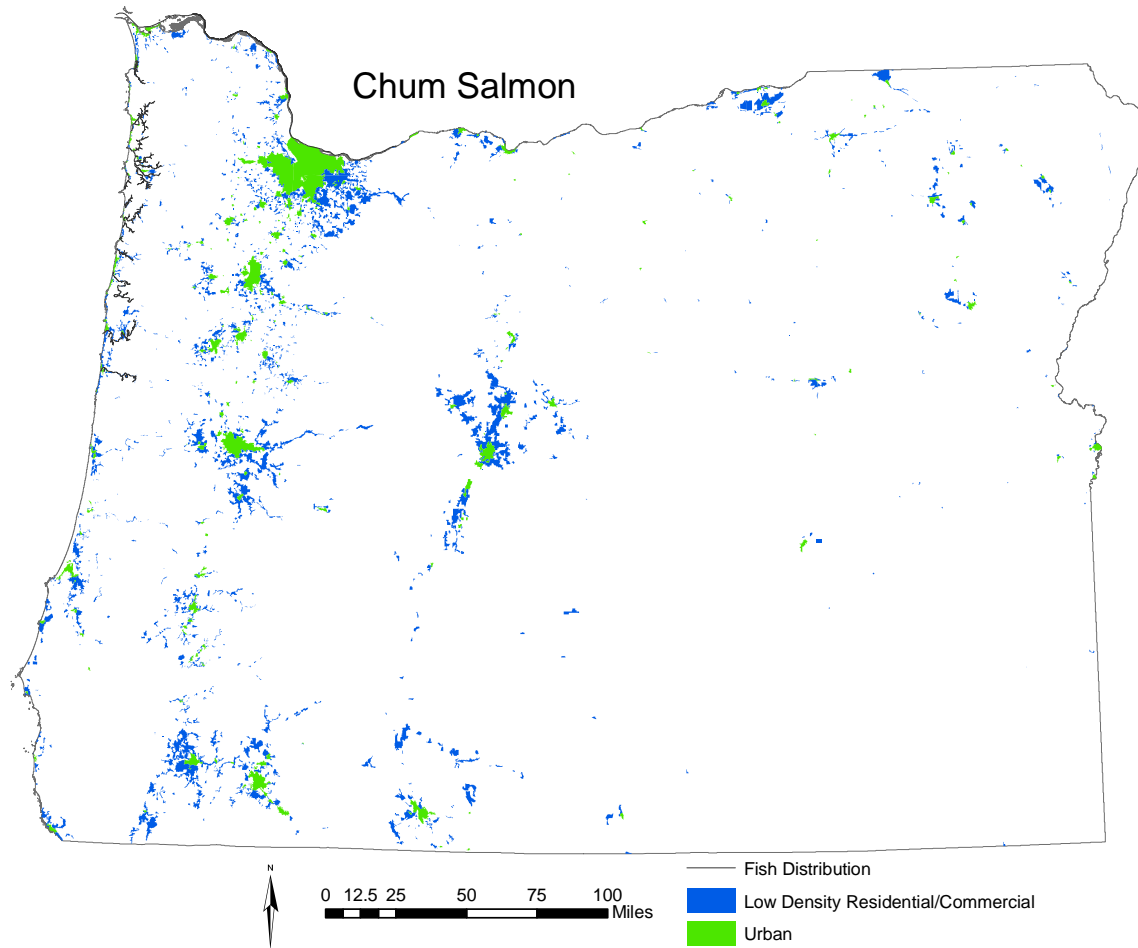 Chum Salmon
N
0 12.5 25 50 75 100
Miles
Fish Distribution
Low Density Residential/Commercial
Urban